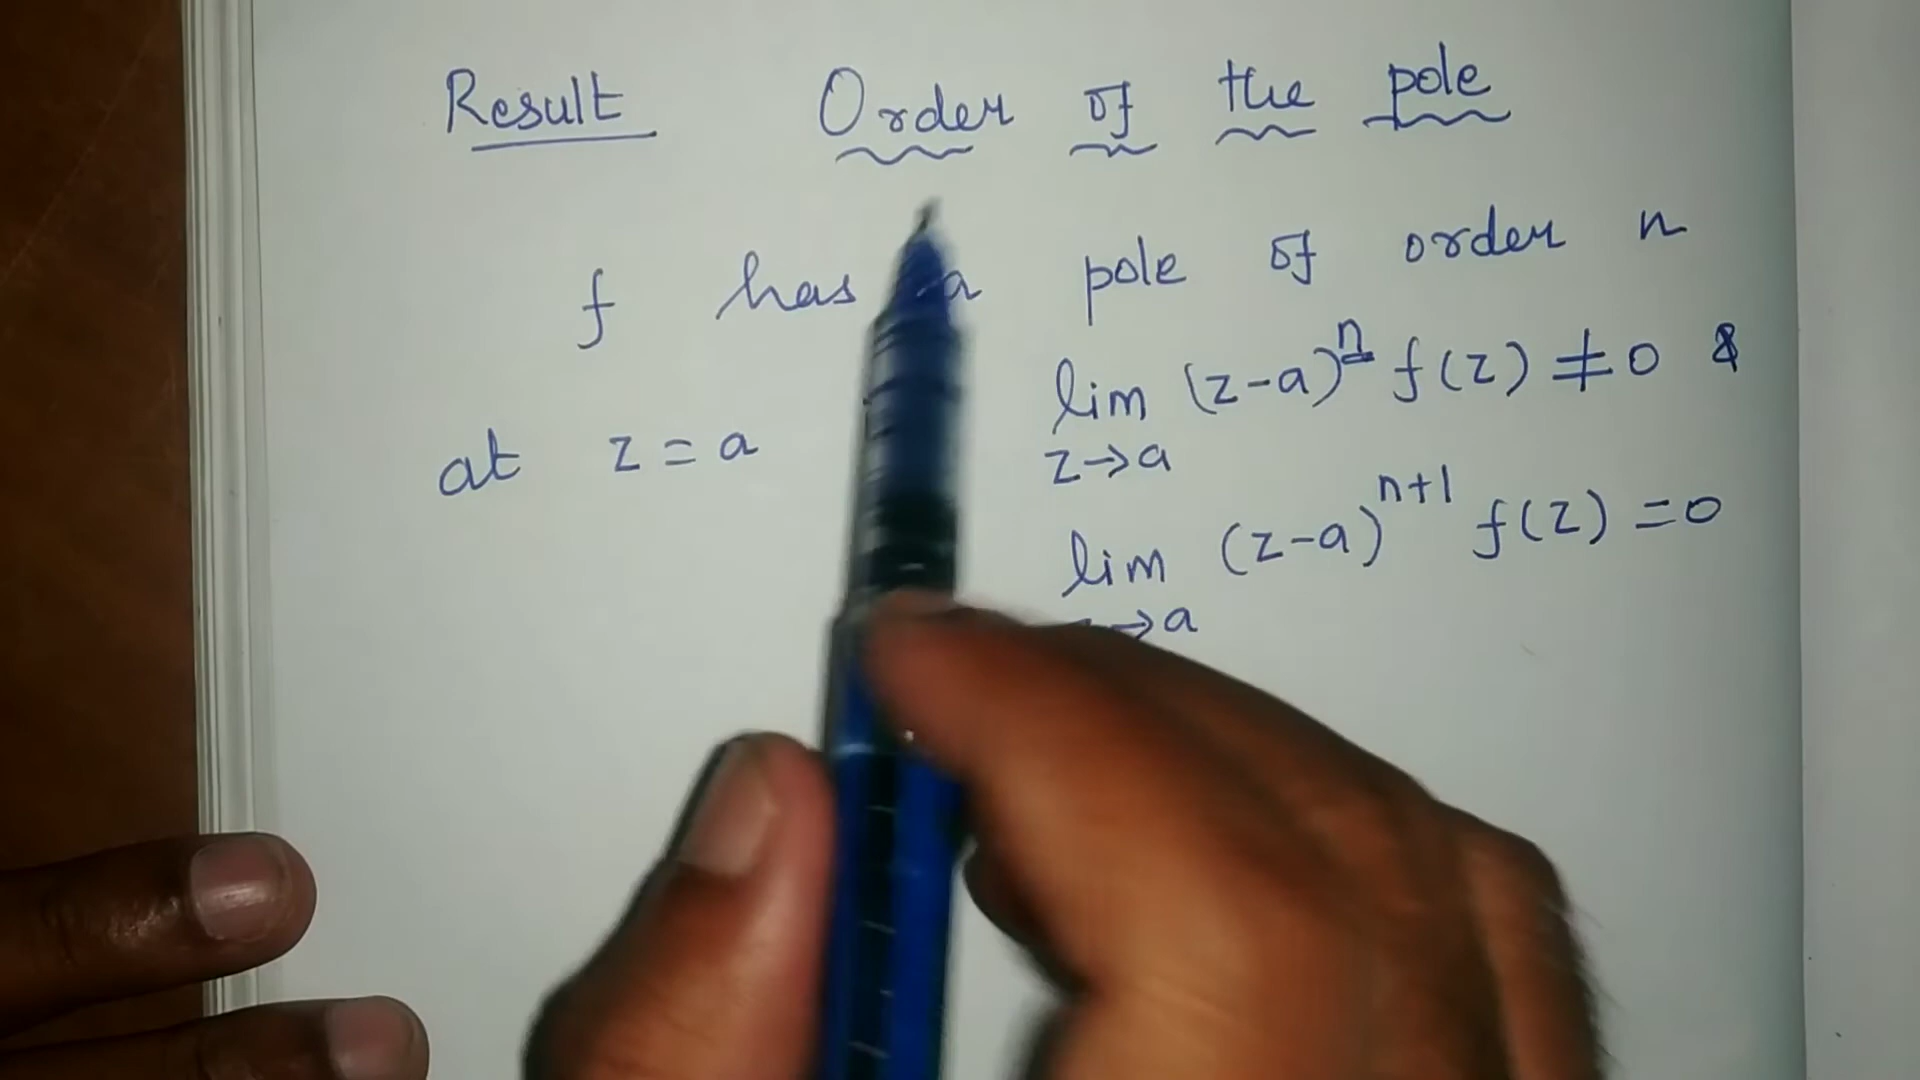 Result Order of the pole
f has a pole of order n
at z = a lim (z-a)^n f(z) ≠ 0 &
z→a
lim (z-a)^{n+1} f(z) = 0
→a